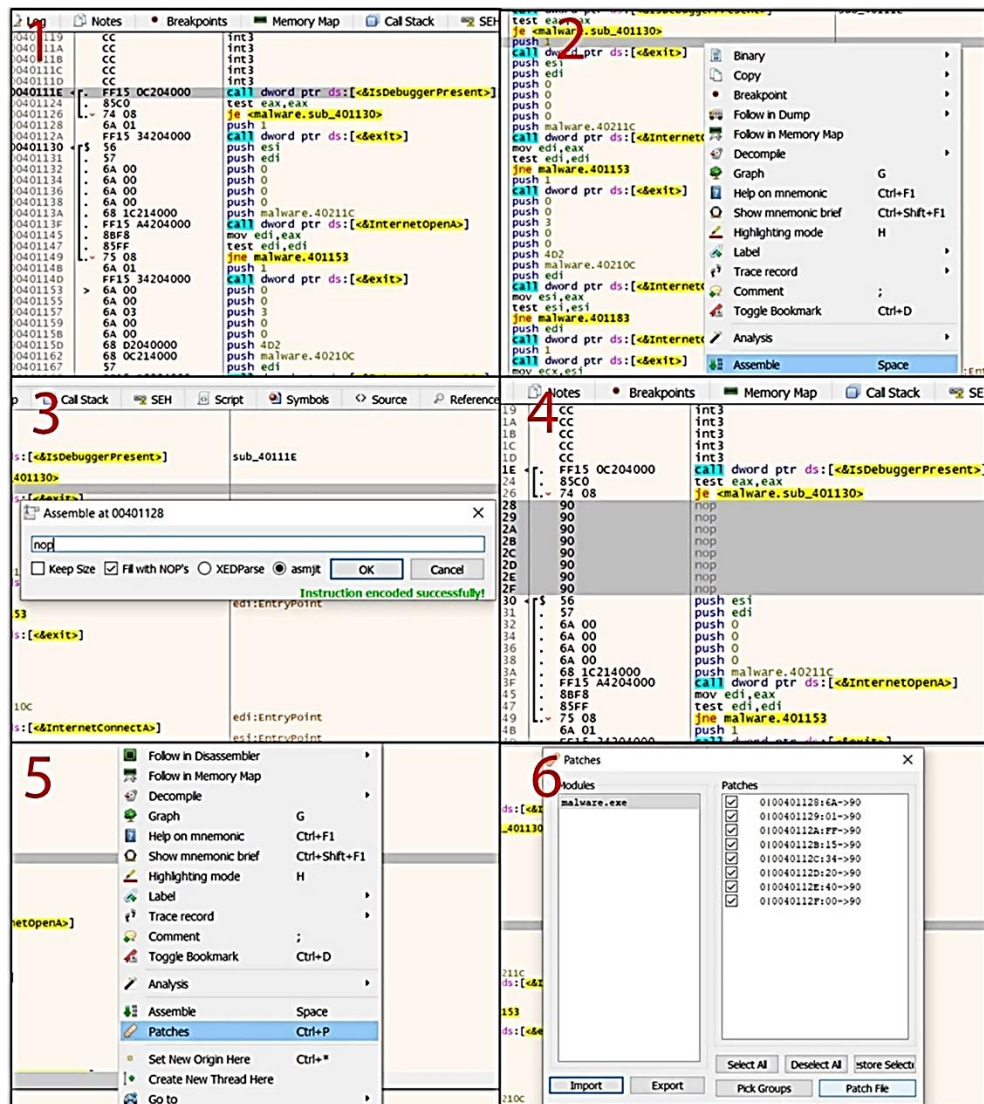 1
Log Notes Breakpoints Memory Map Call Stack SEH
00401119 CC int3
0040111A CC int3
0040111B CC int3
0040111C CC int3
0040111D CC int3
0040111E FF15 0C204000 call dword ptr ds:[<&IsDebuggerPresent>]
00401124 85C0 test eax,eax
00401126 74 08 je <malware.sub_401130>
00401128 6A 01 push 1
0040112A FF15 34204000 call dword ptr ds:[<&exit>]
00401130 $ 56 push esi
00401131 57 push edi
00401132 6A 00 push 0
00401134 6A 00 push 0
00401136 6A 00 push 0
00401138 6A 00 push 0
0040113A 68 1C214000 push malware.40211C
0040113F FF15 A4204000 call dword ptr ds:[<&InternetOpenA>]
00401145 8BF8 mov edi,eax
00401147 85FF test edi,edi
00401149 75 08 jne malware.401153
0040114B 6A 01 push 1
0040114D FF15 34204000 call dword ptr ds:[<&exit>]
00401153 > 6A 00 push 0
00401155 6A 00 push 0
00401157 6A 03 push 3
00401159 6A 00 push 0
0040115B 6A 00 push 0
0040115D 68 D2040000 push 4D2
00401162 68 0C214000 push malware.40210C
00401167 57 push edi
2
test eax,eax
je <malware.sub_401130>
push 1
call dword ptr ds:[<&exit>]
push esi
push edi
push 0
push 0
push 0
push 0
push malware.40211C
call dword ptr ds:[<&InternetO
mov edi,eax
test edi,edi
jne malware.401153
push 1
call dword ptr ds:[<&exit>]
push 0
push 0
push 3
push 0
push 0
push 4D2
push malware.40210C
push edi
call dword ptr ds:[<&InternetC
mov esi,eax
test esi,esi
jne malware.401183
push edi
call dword ptr ds:[<&InternetC
push 1
call dword ptr ds:[<&exit>]
mov ecx,esi
Binary
Copy
Breakpoint
Follow in Dump
Follow in Memory Map
Decompile
Graph G
Help on mnemonic Ctrl+F1
Show mnemonic brief Ctrl+Shift+F1
Highlighting mode H
Label
Trace record
Comment ;
Toggle Bookmark Ctrl+D
Analysis
Assemble Space
3
Call Stack SEH Script Symbols Source Reference
s:[<&IsDebuggerPresent>] sub_40111E
401130>
s:[<&exit>]
Assemble at 00401128
nop
Keep Size Fill with NOP's XEDParse asmjit OK Cancel
Instruction encoded successfully!
edi:EntryPoint
53
s:[<&exit>]
10C
edi:EntryPoint
s:[<&InternetConnectA>]
esi:EntryPoint
4
Notes Breakpoints Memory Map Call Stack SE
19 CC int3
1A CC int3
1B CC int3
1C CC int3
1D CC int3
1E FF15 0C204000 call dword ptr ds:[<&IsDebuggerPresent>]
24 85C0 test eax,eax
26 74 08 je <malware.sub_401130>
28 90 nop
29 90 nop
2A 90 nop
2B 90 nop
2C 90 nop
2D 90 nop
2E 90 nop
2F 90 nop
30 $ 56 push esi
31 57 push edi
32 6A 00 push 0
34 6A 00 push 0
36 6A 00 push 0
38 6A 00 push 0
3A 68 1C214000 push malware.40211C
3F FF15 A4204000 call dword ptr ds:[<&InternetOpenA>]
45 8BF8 mov edi,eax
47 85FF test edi,edi
49 75 08 jne malware.401153
4B 6A 01 push 1
5
netOpenA>]
Follow in Disassembler
Follow in Memory Map
Decompile
Graph G
Help on mnemonic Ctrl+F1
Show mnemonic brief Ctrl+Shift+F1
Highlighting mode H
Label
Trace record
Comment ;
Toggle Bookmark Ctrl+D
Analysis
Assemble Space
Patches Ctrl+P
Set New Origin Here Ctrl+*
Create New Thread Here
Go to
6
Patches
Modules
malware.exe
Patches
0|00401128:6A->90
0|00401129:01->90
0|0040112A:FF->90
0|0040112B:15->90
0|0040112C:34->90
0|0040112D:20->90
0|0040112E:40->90
0|0040112F:00->90
Select All Deselect All estore Selecte
Import Export Pick Groups Patch File
_401130
211C
153
210C